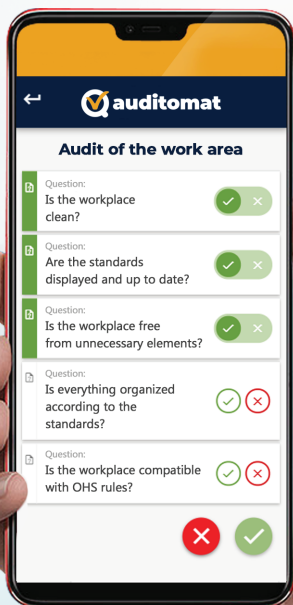 auditomat
Audit of the work area
Question:
Is the workplace
clean?
Question:
Are the standards
displayed and up to date?
Question:
Is the workplace free
from unnecessary elements?
Question:
Is everything organized
according to the
standards?
Question:
Is the workplace compatible
with OHS rules?